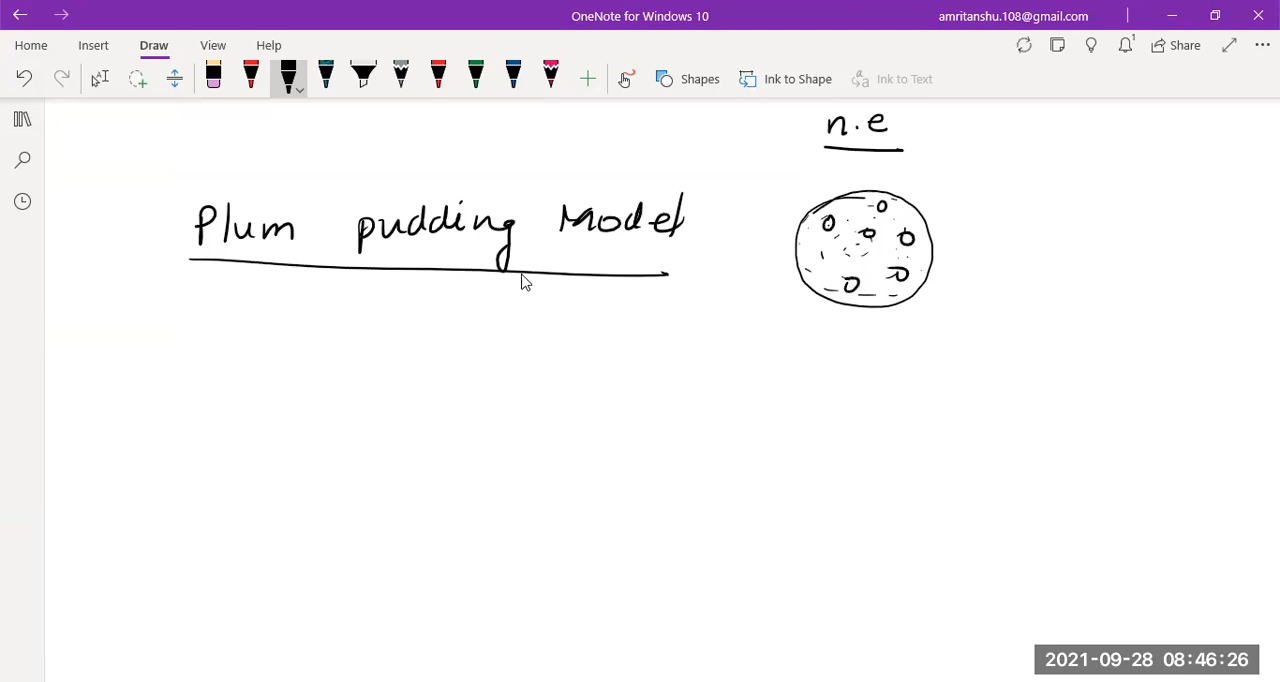 OneNote for Windows 10
amritanshu.108@gmail.com
Home Insert Draw View Help
1
Share
Shapes Ink to Shape Ink to Text
n.e
Plum pudding Model
2021-09-28 08:46:26